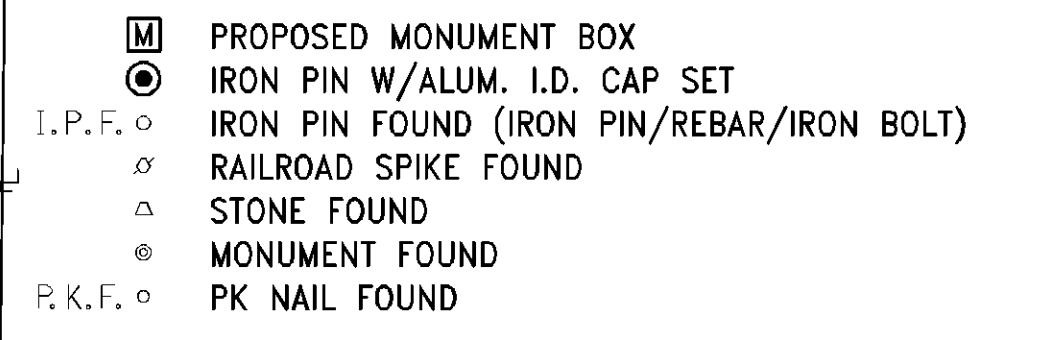 M PROPOSED MONUMENT BOX
IRON PIN W/ALUM. I.D. CAP SET
I.P.F. IRON PIN FOUND (IRON PIN/REBAR/IRON BOLT)
RAILROAD SPIKE FOUND
STONE FOUND
MONUMENT FOUND
P.K.F. PK NAIL FOUND